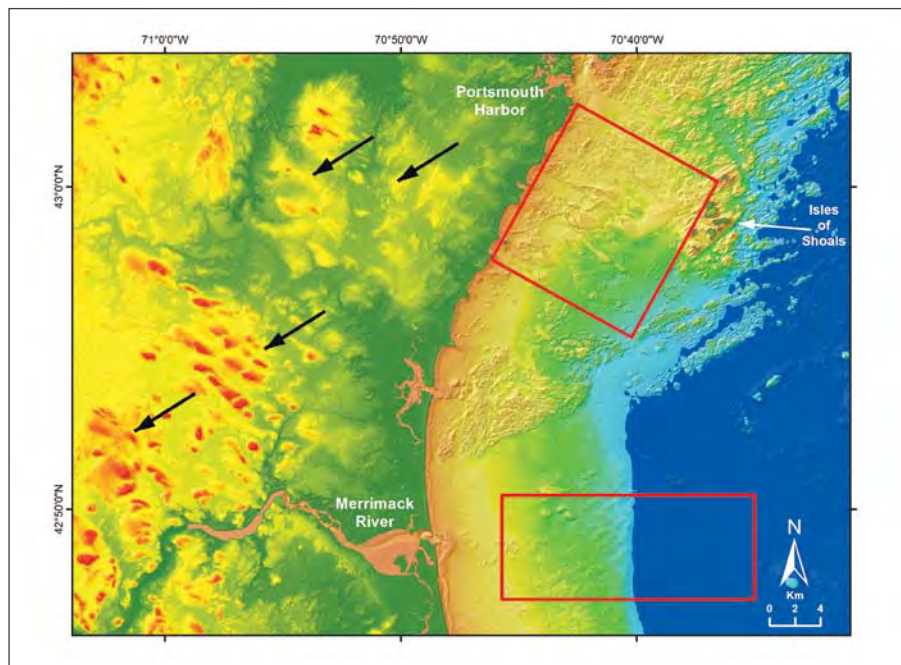 71°0'0"W
70°50'0"W
70°40'0"W
Portsmouth
Harbor
43°0'0"N
Isles
of
Shoals
42°50'0"N
Merrimack
River
N
Km
0 2 4